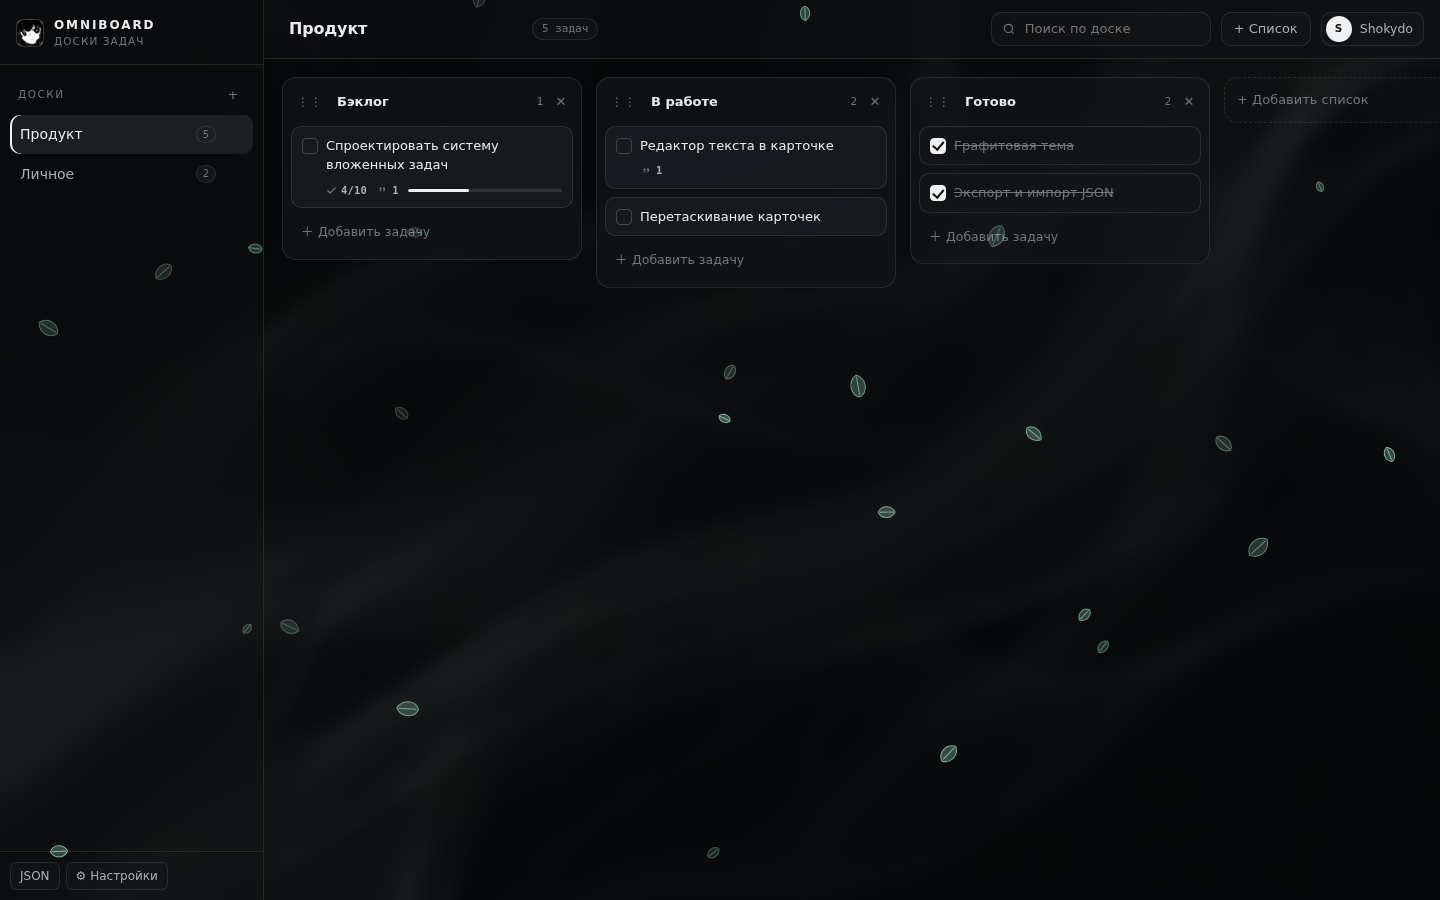 OMNIBOARD
ДОСКИ ЗАДАЧ
ДОСКИ
+
Продукт
5
Личное
2
JSON
⚙ Настройки
Продукт
5 задач
Поиск по доске
+ Список
S
Shokydo
Бэклог
1
✕
Спроектировать систему
вложенных задач
4/10
" 1
+ Добавить задачу
В работе
2
✕
Редактор текста в карточке
" 1
Перетаскивание карточек
+ Добавить задачу
Готово
2
✕
Графитовая тема
Экспорт и импорт JSON
+ Добавить задачу
+ Добавить список